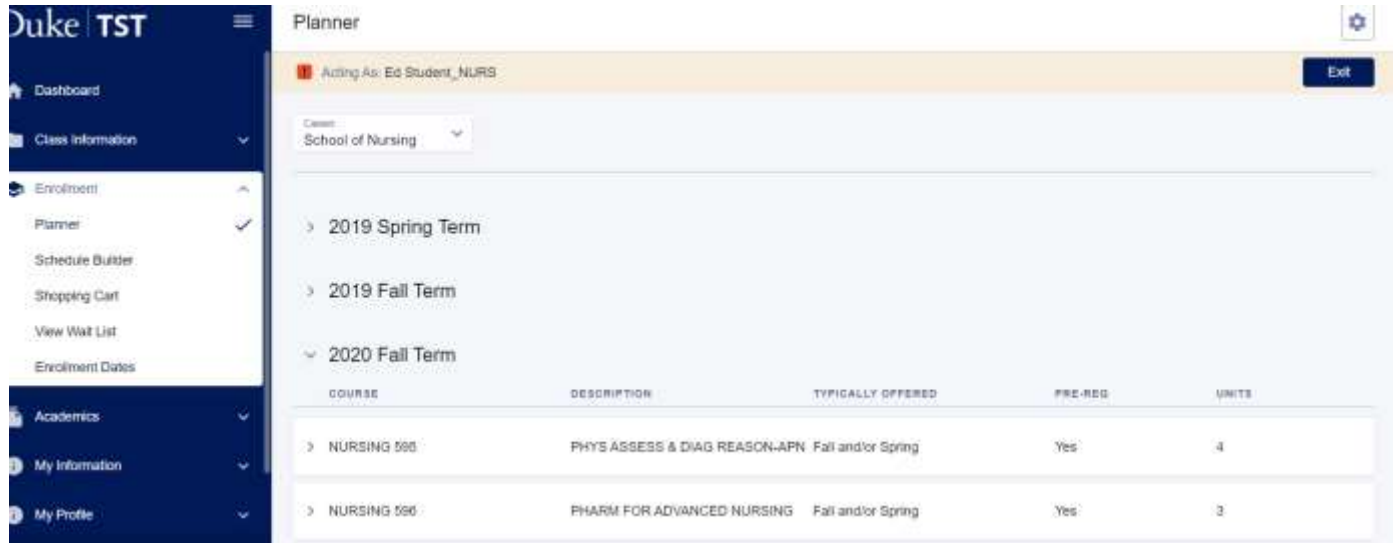 Duke TST
Planner
Acting As: Ed Student_NURS
Exit
Dashboard
Class Information
Enrollment
Planner
Schedule Builder
Shopping Cart
View Wait List
Enrollment Dates
Academics
My Information
My Profile
Career
School of Nursing
2019 Spring Term
2019 Fall Term
2020 Fall Term
COURSE DESCRIPTION TYPICALLY OFFERED PRE-REQ UNITS
NURSING 595 PHYS ASSESS & DIAG REASON-APN Fall and/or Spring Yes 4
NURSING 596 PHARM FOR ADVANCED NURSING Fall and/or Spring Yes 3